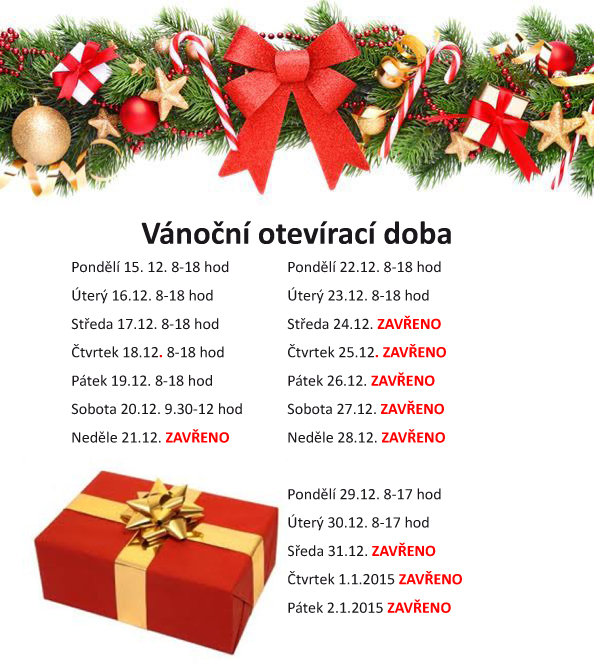 Vánoční otevírací doba
Pondělí 15. 12. 8-18 hod
Úterý 16.12. 8-18 hod
Středa 17.12. 8-18 hod
Čtvrtek 18.12. 8-18 hod
Pátek 19.12. 8-18 hod
Sobota 20.12. 9.30-12 hod
Neděle 21.12. ZAVŘENO
Pondělí 22.12. 8-18 hod
Úterý 23.12. 8-18 hod
Středa 24.12. ZAVŘENO
Čtvrtek 25.12. ZAVŘENO
Pátek 26.12. ZAVŘENO
Sobota 27.12. ZAVŘENO
Neděle 28.12. ZAVŘENO
Pondělí 29.12. 8-17 hod
Úterý 30.12. 8-17 hod
Sředa 31.12. ZAVŘENO
Čtvrtek 1.1.2015 ZAVŘENO
Pátek 2.1.2015 ZAVŘENO